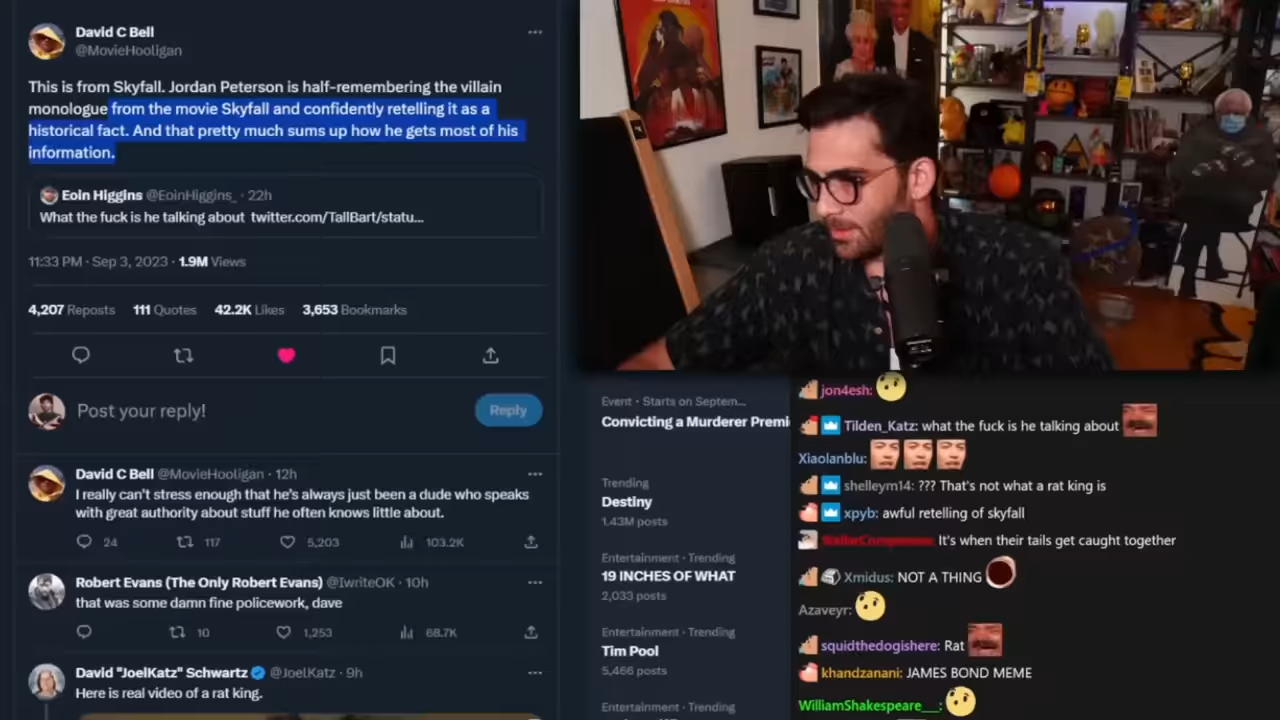 David C Bell
@MovieHooligan
This is from Skyfall. Jordan Peterson is half-remembering the villain
monologue from the movie Skyfall and confidently retelling it as a
historical fact. And that pretty much sums up how he gets most of his
information.
Eoin Higgins @EoinHiggins_ · 22h
What the fuck is he talking about twitter.com/TallBart/statu...
11:33 PM · Sep 3, 2023 · 1.9M Views
4,207 Reposts 111 Quotes 42.2K Likes 3,653 Bookmarks
Post your reply!
Reply
David C Bell @MovieHooligan · 12h
I really can't stress enough that he's always just been a dude who speaks
with great authority about stuff he often knows little about.
24 117 5,203 103.2K
Robert Evans (The Only Robert Evans) @IwriteOK · 10h
that was some damn fine policework, dave
10 1,253 68.7K
David "JoelKatz" Schwartz @JoelKatz · 9h
Here is real video of a rat king.
Event · Starts on Septem...
Convicting a Murderer Premi
Trending
Destiny
1.43M posts
Entertainment · Trending
19 INCHES OF WHAT
2,033 posts
Entertainment · Trending
Tim Pool
5,466 posts
Entertainment · Trending
jon4esh:
Tilden_Katz: what the fuck is he talking about
Xiaolanblu:
shelleym14: ??? That's not what a rat king is
xpyb: awful retelling of skyfall
It's when their tails get caught together
Xmidus: NOT A THING
Azaveyr:
squidthedogishere: Rat
khandzanani: JAMES BOND MEME
WilliamShakespeare___: